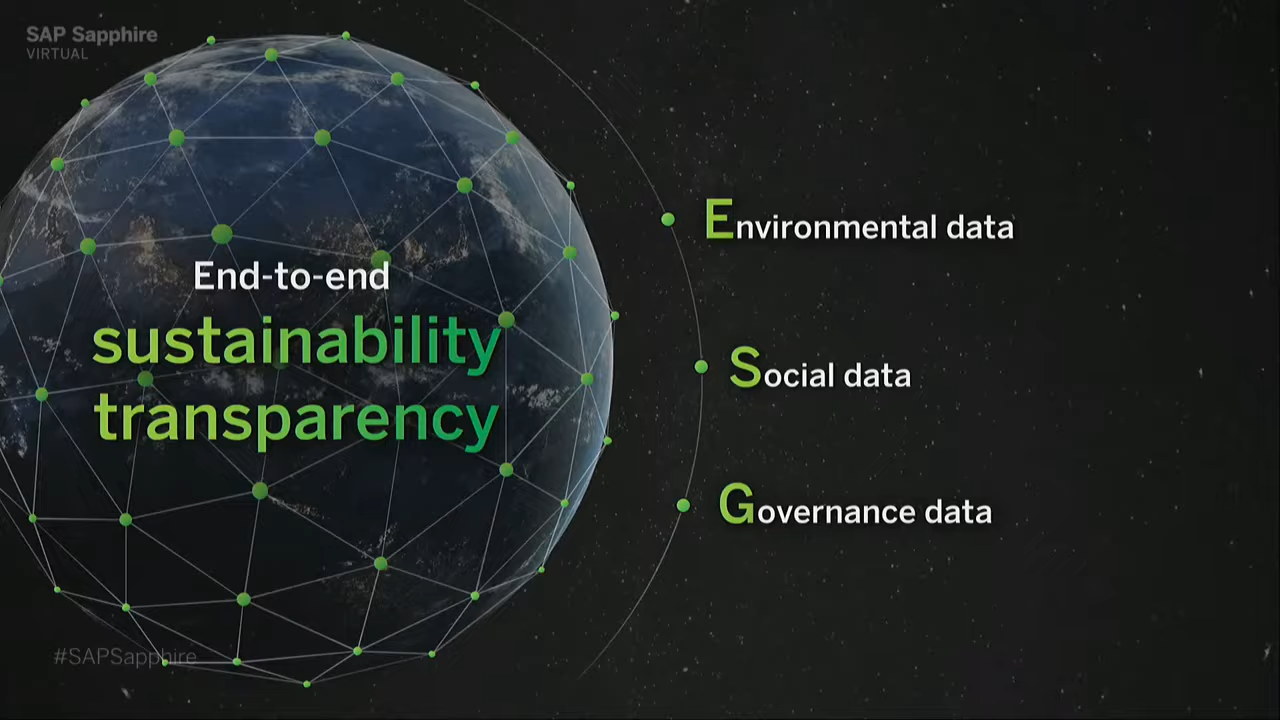 SAP Sapphire
VIRTUAL
End-to-end
sustainability
transparency
Environmental data
Social data
Governance data
#SAPSapphire